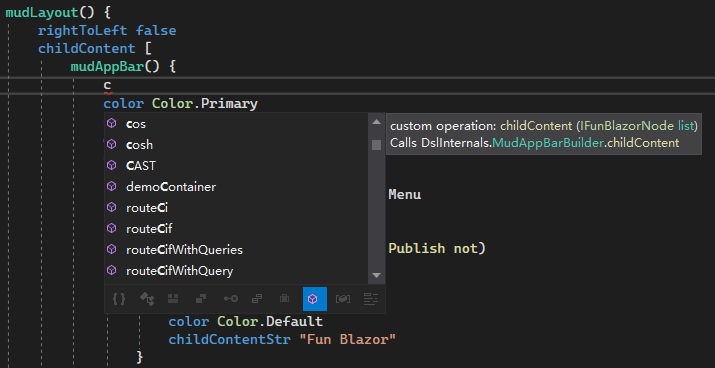 mudLayout() {
rightToLeft false
childContent [
mudAppBar() {
c
color Color.Primary
cos
cosh
CAST
demoContainer
routeCi
routeCif
routeCifWithQueries
routeCifWithQuery
custom operation: childContent (IFunBlazorNode list)
Calls DslInternals.MudAppBarBuilder.childContent
Menu
Publish not)
color Color.Default
childContentStr "Fun Blazor"
}